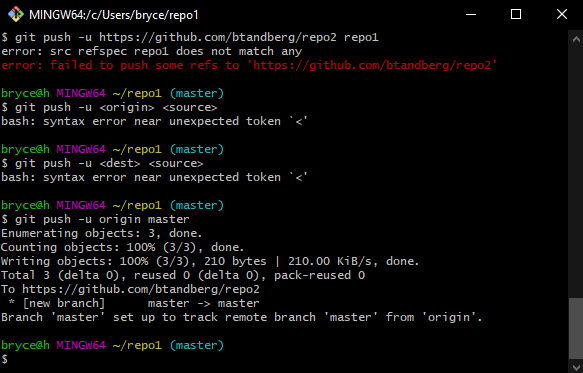 MINGW64:/c/Users/bryce/repo1
$ git push -u https://github.com/btandberg/repo2 repo1
error: src refspec repo1 does not match any
error: failed to push some refs to 'https://github.com/btandberg/repo2'
bryce@h MINGW64 ~/repo1 (master)
$ git push -u <origin> <source>
bash: syntax error near unexpected token `<'
bryce@h MINGW64 ~/repo1 (master)
$ git push -u <dest> <source>
bash: syntax error near unexpected token `<'
bryce@h MINGW64 ~/repo1 (master)
$ git push -u origin master
Enumerating objects: 3, done.
Counting objects: 100% (3/3), done.
Writing objects: 100% (3/3), 210 bytes | 210.00 KiB/s, done.
Total 3 (delta 0), reused 0 (delta 0), pack-reused 0
To https://github.com/btandberg/repo2
 * [new branch]      master -> master
Branch 'master' set up to track remote branch 'master' from 'origin'.
bryce@h MINGW64 ~/repo1 (master)
$